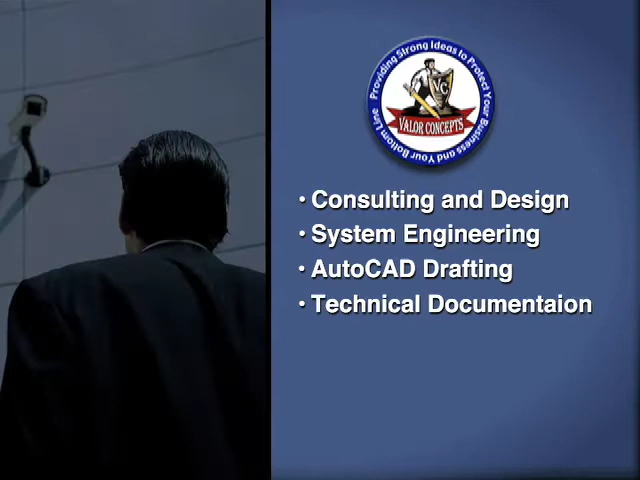 Providing Strong Ideas to Protect Your Business and Your Bottom Line
VC
VALOR CONCEPTS
• Consulting and Design
• System Engineering
• AutoCAD Drafting
• Technical Documentaion